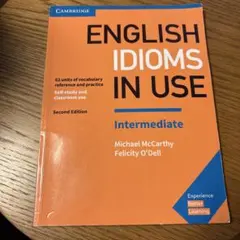 CAMBRIDGE
ENGLISH
IDIOMS
IN USE
62 units of vocabulary
reference and practice
Self-study and
classroom use
Second Edition
Intermediate
Michael McCarthy
Felicity O'Dell
Experience
Better
Learning